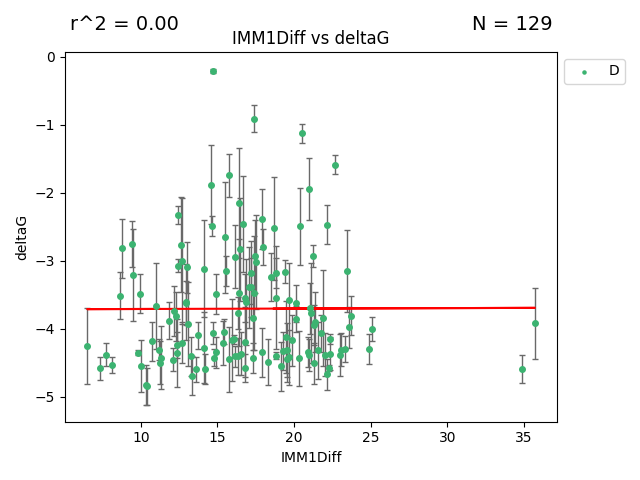 r^2 = 0.00
N = 129
IMM1Diff vs deltaG
D
0
−1
−2
−3
−4
−5
deltaG
10
15
20
25
30
35
IMM1Diff